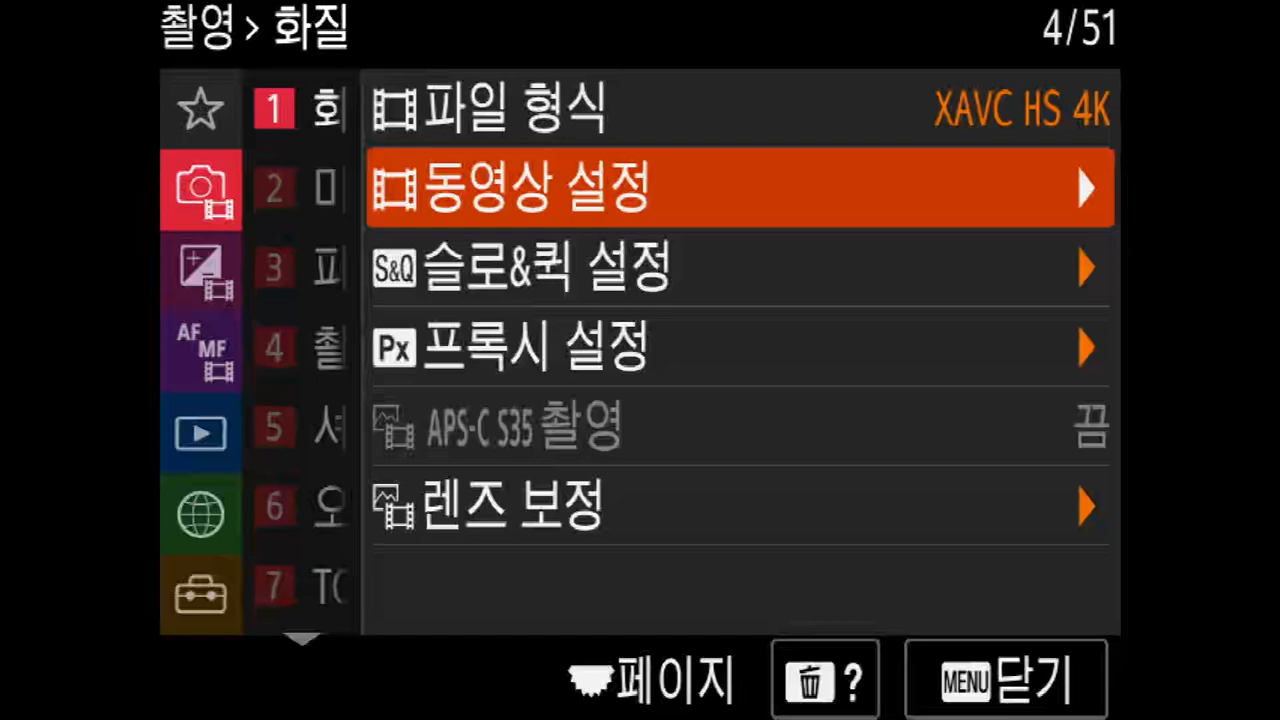 촬영 > 화질 4/51
1 파일 형식 XAVC HS 4K
2 동영상 설정
3 S&Q 슬로&퀵 설정
4 Px 프록시 설정
AF MF
5 APS-C S35 촬영 끔
6 렌즈 보정
7
페이지 ? MENU 닫기